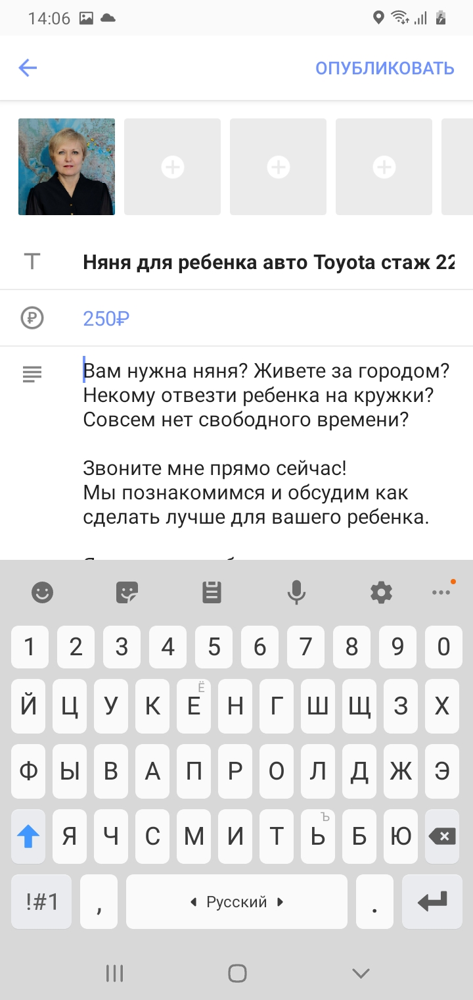 14:06
ОПУБЛИКОВАТЬ
Няня для ребенка авто Toyota стаж 22
250₽
Вам нужна няня? Живете за городом?
Некому отвезти ребенка на кружки?
Совсем нет свободного времени?
Звоните мне прямо сейчас!
Мы познакомимся и обсудим как
сделать лучше для вашего ребенка.
1 2 3 4 5 6 7 8 9 0
Ё
Й Ц У К Е Н Г Ш Щ З Х
Ф Ы В А П Р О Л Д Ж Э
Ъ
Я Ч С М И Т Ь Б Ю
!#1 , Русский .